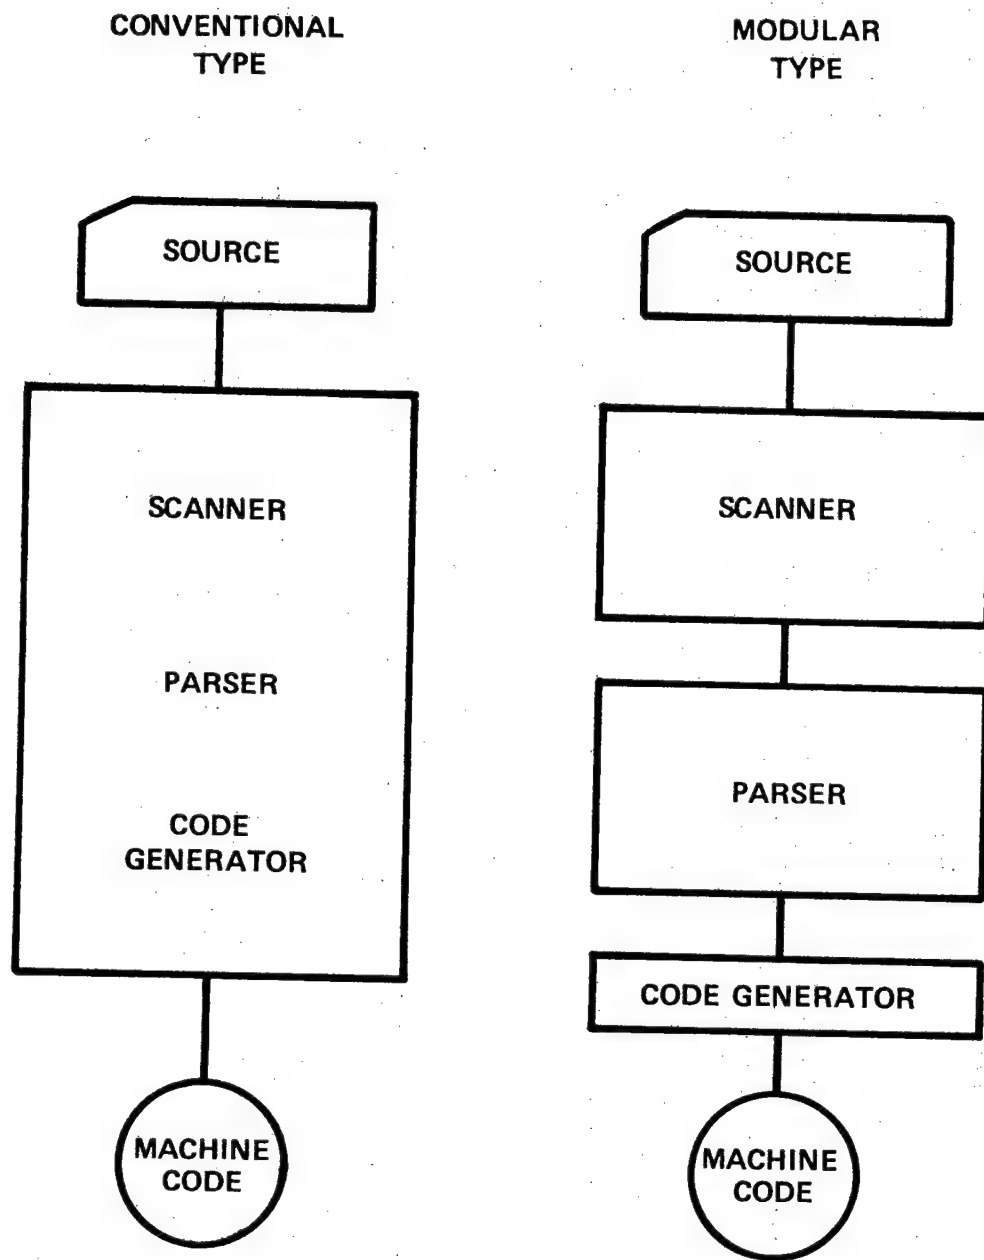 CONVENTIONAL
TYPE
SOURCE
SCANNER
PARSER
CODE
GENERATOR
MACHINE
CODE
MODULAR
TYPE
SOURCE
SCANNER
PARSER
CODE GENERATOR
MACHINE
CODE